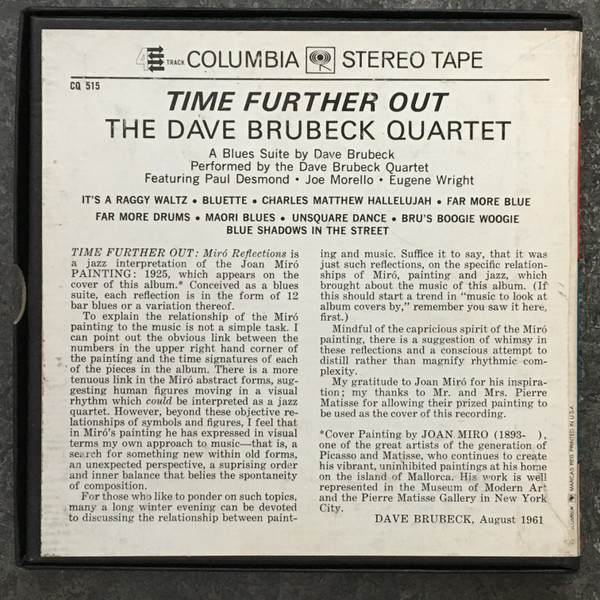 4 TRACK COLUMBIA STEREO TAPE
CQ 515
TIME FURTHER OUT
THE DAVE BRUBECK QUARTET
A Blues Suite by Dave Brubeck
Performed by the Dave Brubeck Quartet
Featuring Paul Desmond • Joe Morello • Eugene Wright
IT'S A RAGGY WALTZ • BLUETTE • CHARLES MATTHEW HALLELUJAH • FAR MORE BLUE
FAR MORE DRUMS • MAORI BLUES • UNSQUARE DANCE • BRU'S BOOGIE WOOGIE
BLUE SHADOWS IN THE STREET
TIME FURTHER OUT: Miró Reflections is
a jazz interpretation of the Joan Miró
PAINTING: 1925, which appears on the
cover of this album.* Conceived as a blues
suite, each reflection is in the form of 12
bar blues or a variation thereof.
To explain the relationship of the Miró
painting to the music is not a simple task. I
can point out the obvious link between the
numbers in the upper right hand corner of
the painting and the time signatures of each
of the pieces in the album. There is a more
tenuous link in the Miró abstract forms, sug-
gesting human figures moving in a visual
rhythm which could be interpreted as a jazz
quartet. However, beyond these objective re-
lationships of symbols and figures, I feel that
in Miró's painting he has expressed in visual
terms my own approach to music—that is, a
search for something new within old forms,
an unexpected perspective, a suprising order
and inner balance that belies the spontaneity
of composition.
For those who like to ponder on such topics,
many a long winter evening can be devoted
to discussing the relationship between paint-
ing and music. Suffice it to say, that it was
just such reflections, on the specific relation-
ships of Miró, painting and jazz, which
brought about the music of this album. (If
this should start a trend in "music to look at
album covers by," remember you saw it here,
first.)
Mindful of the capricious spirit of the Miró
painting, there is a suggestion of whimsy in
these reflections and a conscious attempt to
distill rather than magnify rhythmic com-
plexity.
My gratitude to Joan Miró for his inspira-
tion; my thanks to Mr. and Mrs. Pierre
Matisse for allowing their prized painting to
be used as the cover of this recording.
*Cover Painting by JOAN MIRO (1893- ),
one of the great artists of the generation of
Picasso and Matisse, who continues to create
his vibrant, uninhibited paintings at his home
on the island of Mallorca. His work is well
represented in the Museum of Modern Art
and the Pierre Matisse Gallery in New York
City.
DAVE BRUBECK, August 1961
COLUMBIA MARCAS REG. PRINTED IN U.S.A.